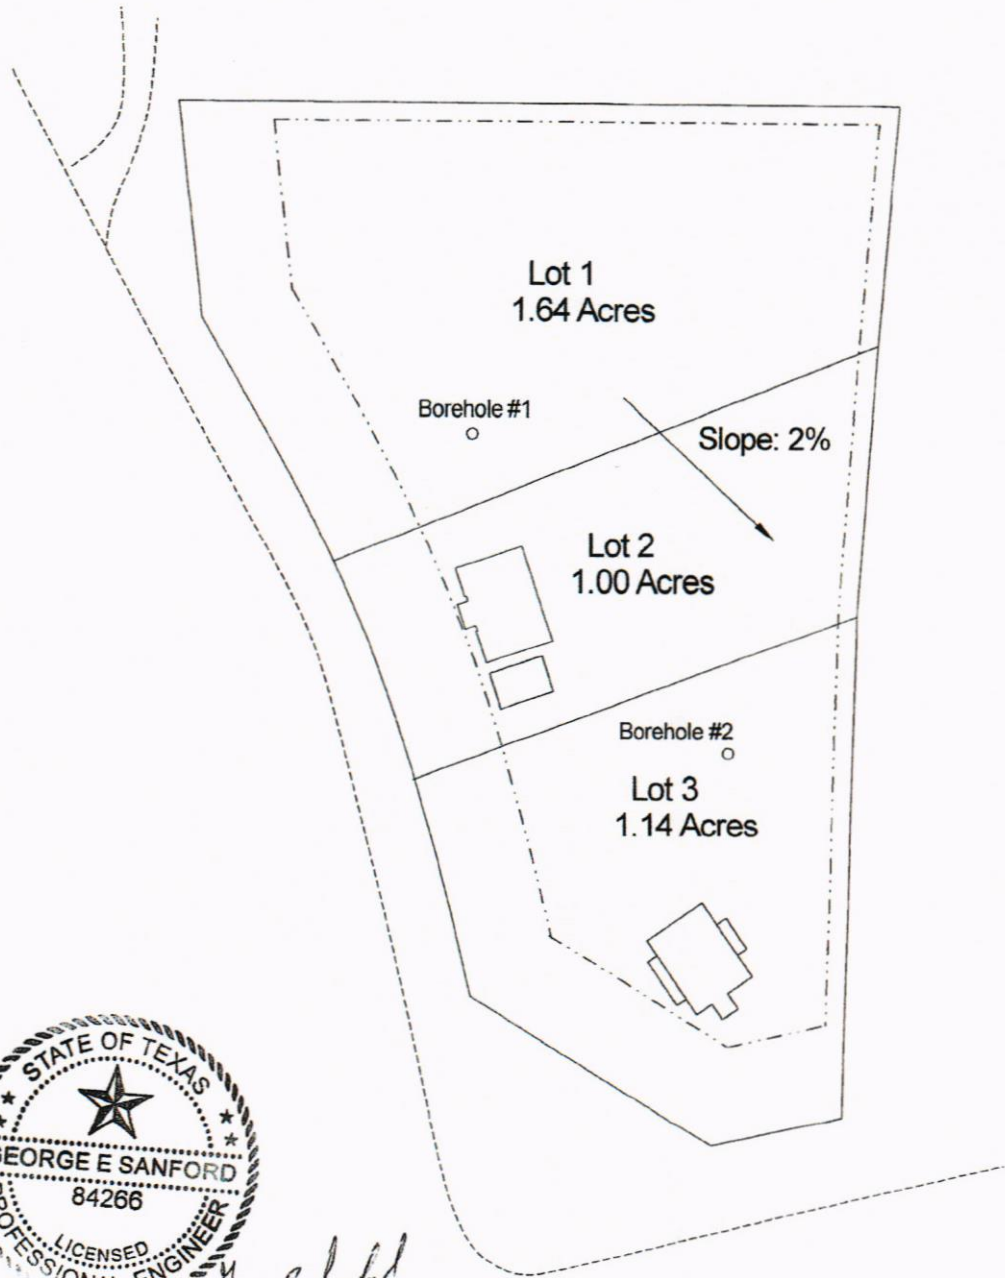 Lot 1
1.64 Acres
Borehole #1
Slope: 2%
Lot 2
1.00 Acres
Borehole #2
Lot 3
1.14 Acres
STATE OF TEXAS
GEORGE E SANFORD
84266
LICENSED
PROFESSIONAL ENGINEER